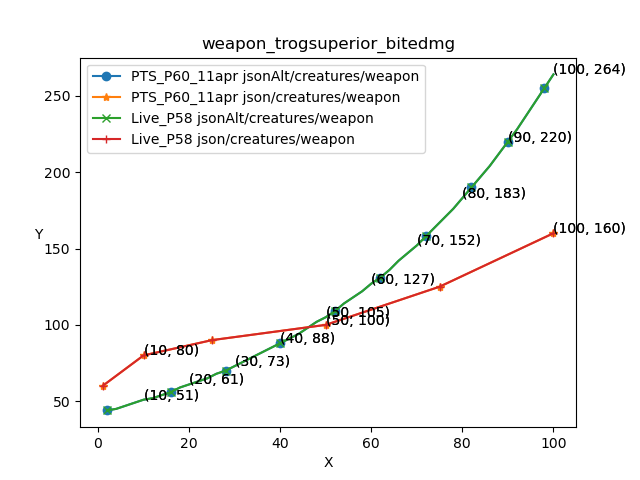 weapon_trogsuperior_bitedmg
PTS_P60_11apr jsonAlt/creatures/weapon
PTS_P60_11apr json/creatures/weapon
Live_P58 jsonAlt/creatures/weapon
Live_P58 json/creatures/weapon
(100, 264)
250
(90, 220)
200
(80, 183)
(100, 160)
Y
150
(70, 152)
(60, 127)
(50, 105)
(50, 100)
100
(40, 88)
(10, 80)
(30, 73)
(20, 61)
(10, 51)
50
0 20 40 60 80 100
X